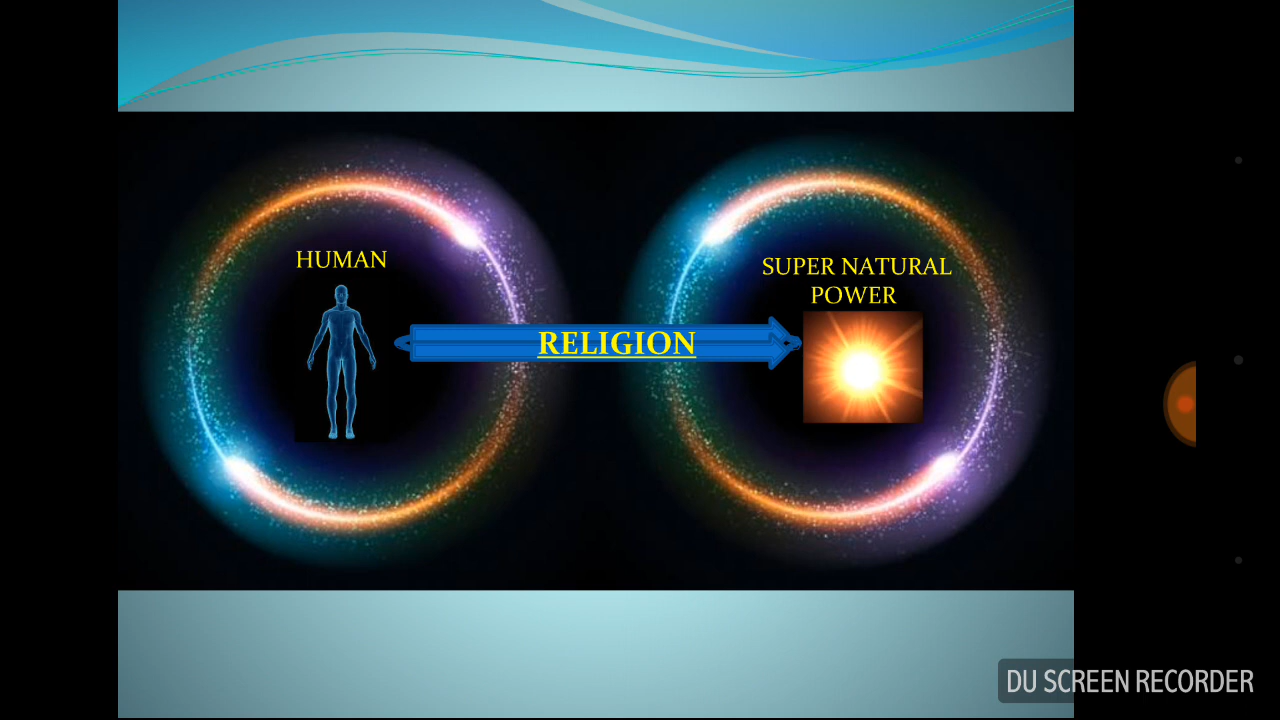 HUMAN
SUPER NATURAL
POWER
RELIGION
DU SCREEN RECORDER